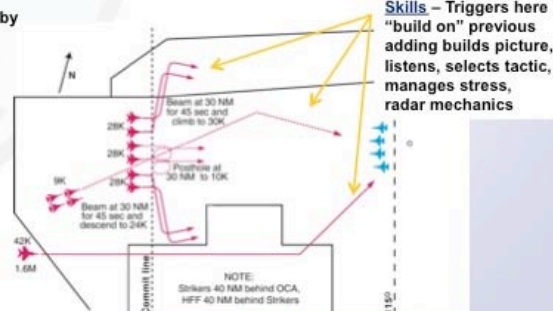 by
Skills – Triggers here
“build on” previous
adding builds picture,
listens, selects tactic,
manages stress,
radar mechanics
N
Beam at 30 NM
for 45 sec and
climb to 30K
28K
28K
Posthole at
30 NM to 10K
28K
9K
Beam at 30 NM
for 45 sec and
descend to 24K
42K
1.6M
Commit line
NOTE:
Strikers 40 NM behind OCA,
HFF 40 NM behind Strikers